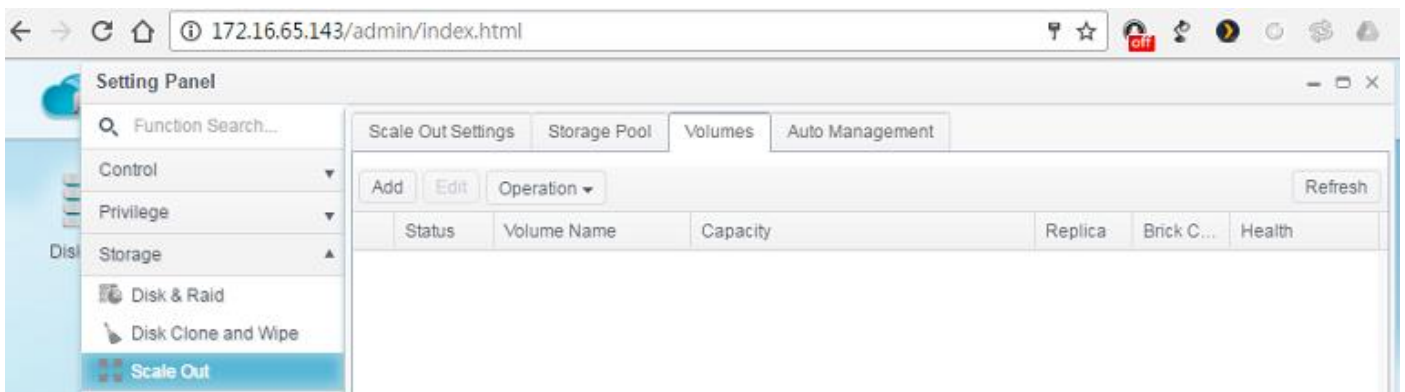 172.16.65.143/admin/index.html
off
Setting Panel
Function Search...
Scale Out Settings Storage Pool Volumes Auto Management
Control
Add Edit Operation Refresh
Privilege
Status Volume Name Capacity Replica Brick C... Health
Storage
Disk & Raid
Disk Clone and Wipe
Scale Out